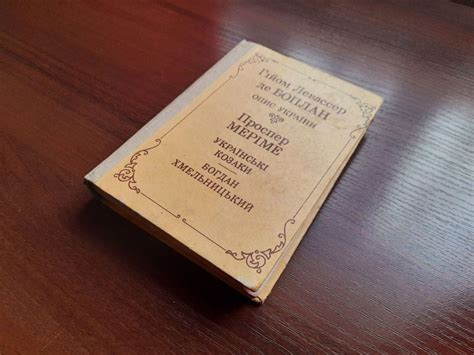 Гійом Левассер
де БОПЛАН
ОПИС УКРАЇНИ
Проспер
МЕРІМЕ
УКРАЇНСЬКІ
КОЗАКИ
БОГДАН
ХМЕЛЬНИЦЬКИЙ